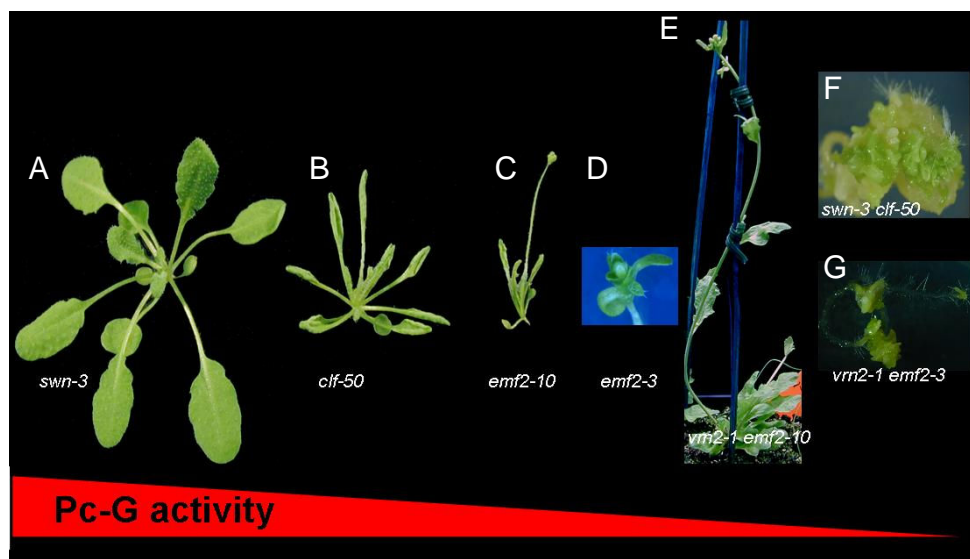 A
swn-3
B
clf-50
C
emf2-10
D
emf2-3
E
vrn2-1 emf2-10
F
swn-3 clf-50
G
vrn2-1 emf2-3
Pc-G activity